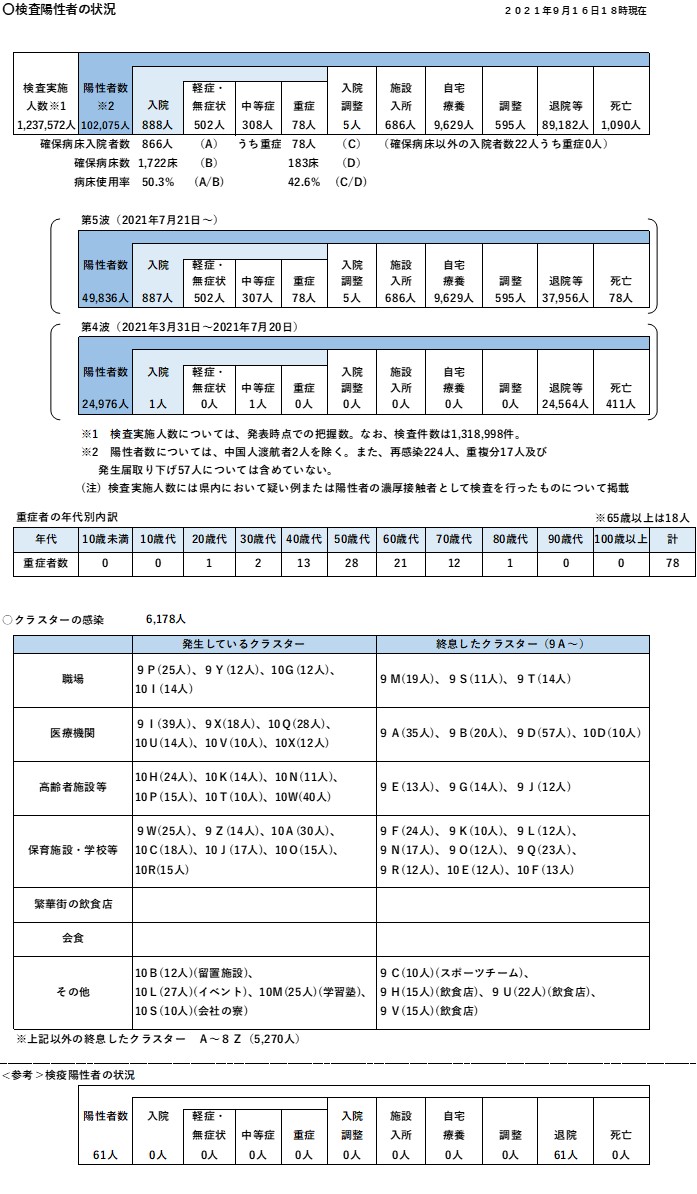 〇検査陽性者の状況
２０２１年９月１６日１８時現在
検査実施人数※1 陽性者数※2 入院 軽症・無症状 中等症 重症 入院調整 施設入所 自宅療養 調整 退院等 死亡
1,237,572人 102,075人 888人 502人 308人 78人 5人 686人 9,629人 595人 89,182人 1,090人
確保病床入院者数 866人 （A） うち重症 78人 （C） （確保病床以外の入院者数22人うち重症0人）
確保病床数 1,722床 （B） 183床 （D）
病床使用率 50.3% （A/B） 42.6% （C/D）
第5波（2021年7月21日～）
陽性者数 入院 軽症・無症状 中等症 重症 入院調整 施設入所 自宅療養 調整 退院等 死亡
49,836人 887人 502人 307人 78人 5人 686人 9,629人 595人 37,956人 78人
第4波（2021年3月31日～2021年7月20日）
陽性者数 入院 軽症・無症状 中等症 重症 入院調整 施設入所 自宅療養 調整 退院等 死亡
24,976人 1人 0人 1人 0人 0人 0人 0人 0人 24,564人 411人
※1 検査実施人数については、発表時点での把握数。なお、検査件数は1,318,998件。
※2 陽性者数については、中国人渡航者2人を除く。また、再感染224人、重複分17人及び
発生届取り下げ57人については含めていない。
（注）検査実施人数には県内において疑い例または陽性者の濃厚接触者として検査を行ったものについて掲載
重症者の年代別内訳
※65歳以上は18人
年代 10歳未満 10歳代 20歳代 30歳代 40歳代 50歳代 60歳代 70歳代 80歳代 90歳代 100歳以上 計
重症者数 0 0 1 2 13 28 21 12 1 0 0 78
○クラスターの感染 6,178人
発生しているクラスター 終息したクラスター（9Ａ～）
職場
９Ｐ(25人)、９Ｙ(12人)、10Ｇ(12人)、
10Ｉ(14人)
９Ｍ(19人)、９Ｓ(11人)、９Ｔ(14人)
医療機関
９Ｉ(39人)、９X(18人)、10Ｑ(28人)、
10Ｕ(14人)、10Ｖ(10人)、10X(12人)
９Ａ(35人)、９Ｂ(20人)、９Ｄ(57人)、10Ｄ(10人)
高齢者施設等
10Ｈ(24人)、10Ｋ(14人)、10Ｎ(11人)、
10Ｐ(15人)、10Ｔ(10人)、10W(40人)
９Ｅ(13人)、９Ｇ(14人)、９Ｊ(12人)
保育施設・学校等
９Ｗ(25人)、９Ｚ(14人)、10Ａ(30人)、
10Ｃ(18人)、10Ｊ(17人)、10Ｏ(15人)、
10R(15人)
９Ｆ(24人)、９Ｋ(10人)、９Ｌ(12人)、
９Ｎ(17人)、９Ｏ(12人)、９Ｑ(23人)、
９Ｒ(12人)、10Ｅ(12人)、10Ｆ(13人)
繁華街の飲食店
会食
その他
10Ｂ(12人)(留置施設)、
10Ｌ(27人)(イベント)、10M(25人)(学習塾)、
10Ｓ(10人)(会社の寮)
９Ｃ(10人)(スポーツチーム)、
９Ｈ(15人)(飲食店)、９Ｕ(22人)(飲食店)、
９Ｖ(15人)(飲食店)
※上記以外の終息したクラスター Ａ～８Ｚ（5,270人）
＜参考＞検疫陽性者の状況
陽性者数 入院 軽症・無症状 中等症 重症 入院調整 施設入所 自宅療養 調整 退院 死亡
61人 0人 0人 0人 0人 0人 0人 0人 0人 61人 0人